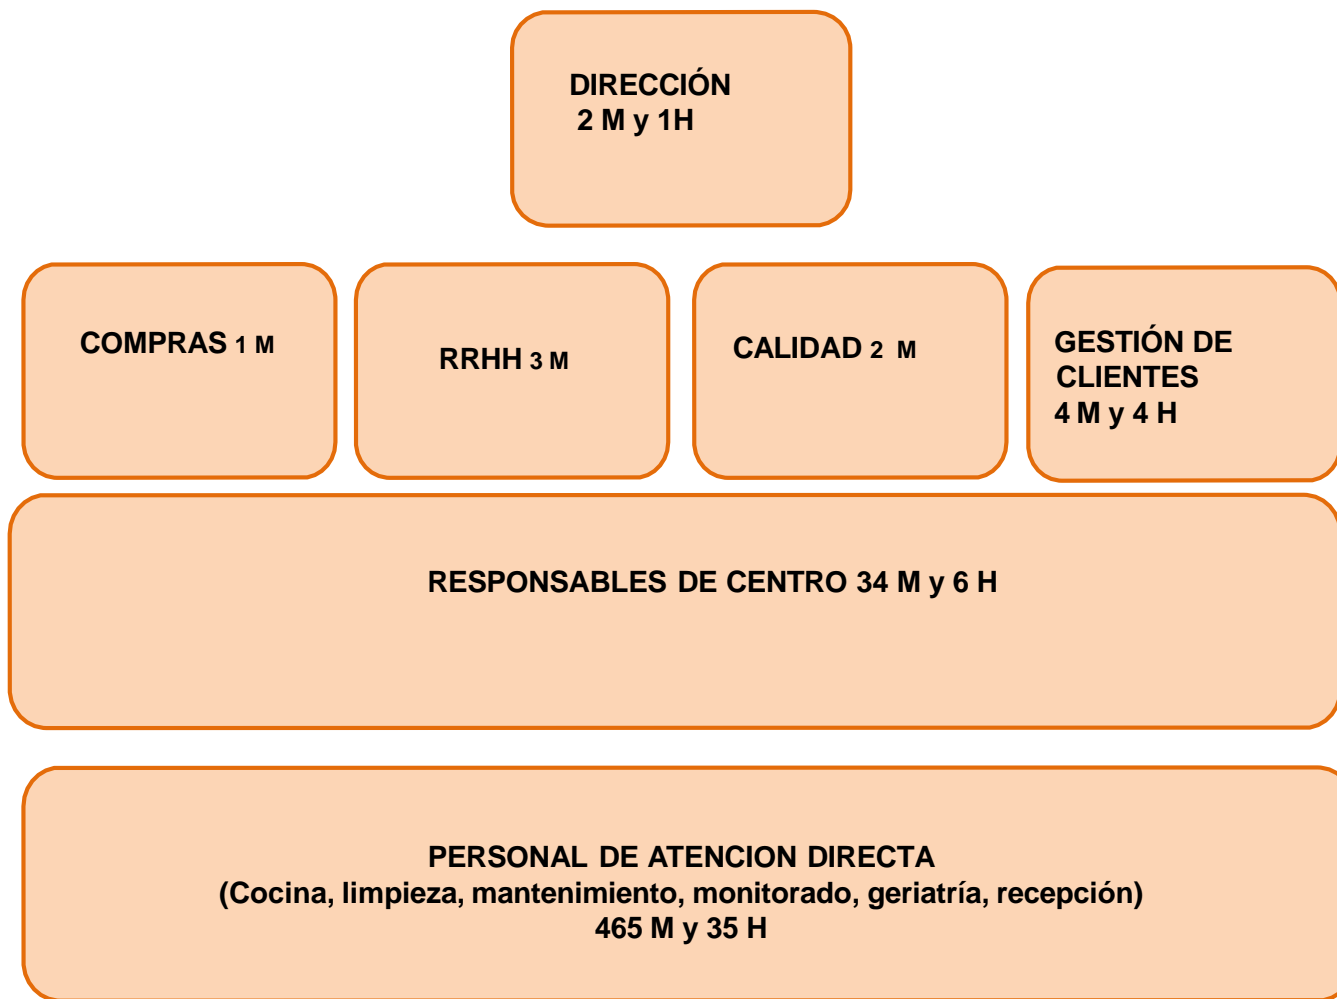 DIRECCIÓN
2 M y 1H
COMPRAS 1 M
RRHH 3 M
CALIDAD 2 M
GESTIÓN DE
CLIENTES
4 M y 4 H
RESPONSABLES DE CENTRO 34 M y 6 H
PERSONAL DE ATENCION DIRECTA
(Cocina, limpieza, mantenimiento, monitorado, geriatría, recepción)
465 M y 35 H